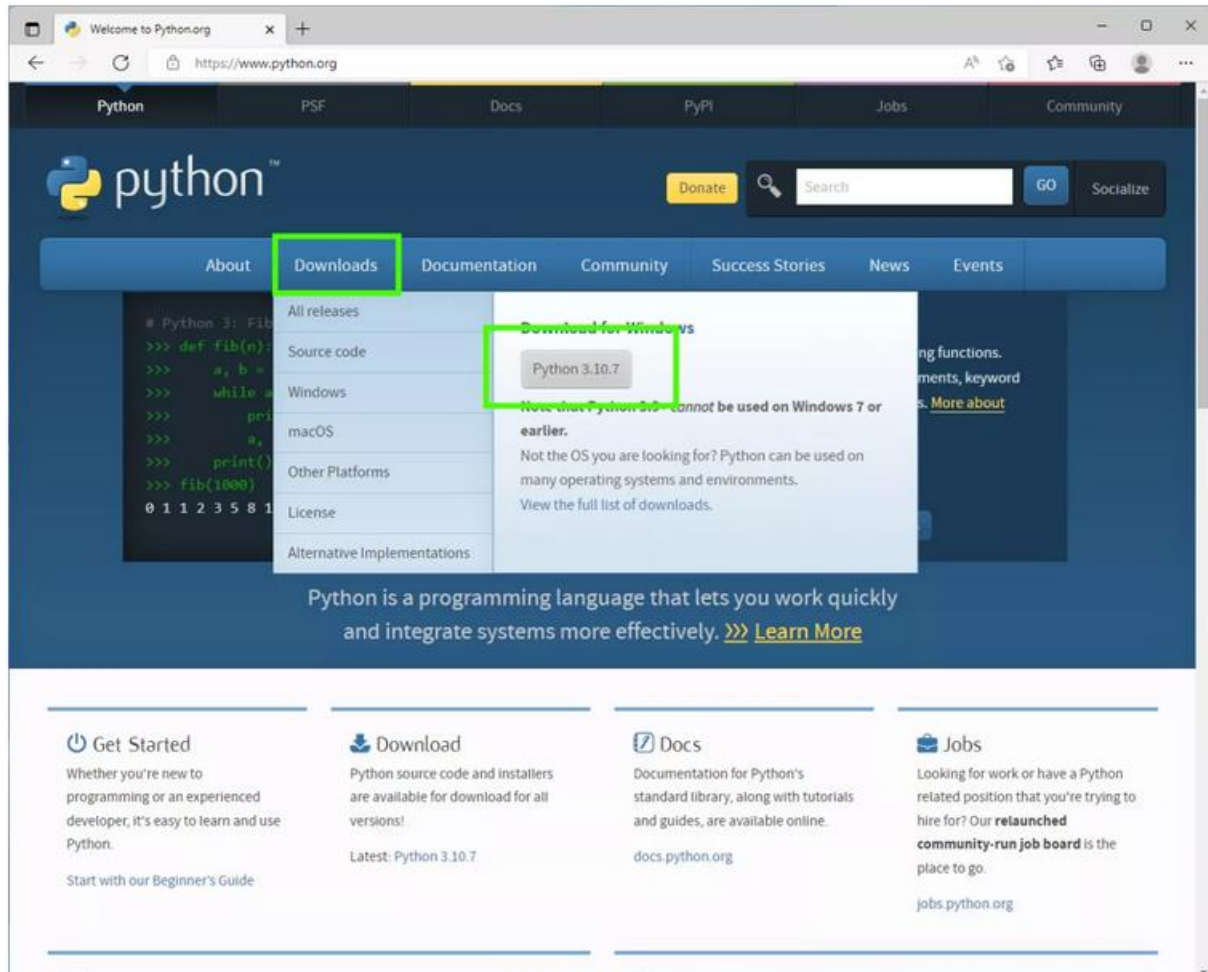 Welcome to Python.org
https://www.python.org
Python PSF Docs PyPI Jobs Community
python™
Donate
Search
GO
Socialize
About Downloads Documentation Community Success Stories News Events
All releases
Source code
Windows
macOS
Other Platforms
License
Alternative Implementations
Download for Windows
Python 3.10.7
Note that Python 3.9+ cannot be used on Windows 7 or
earlier.
Not the OS you are looking for? Python can be used on
many operating systems and environments.
View the full list of downloads.
# Python 3: Fib
>>> def fib(n):
>>> a, b =
>>> while a
>>> pri
>>> a,
>>> print()
>>> fib(1000)
0 1 1 2 3 5 8 1
ng functions.
ments, keyword
s. More about
Python is a programming language that lets you work quickly
and integrate systems more effectively. >>> Learn More
Get Started
Whether you're new to
programming or an experienced
developer, it's easy to learn and use
Python.
Start with our Beginner's Guide
Download
Python source code and installers
are available for download for all
versions!
Latest: Python 3.10.7
Docs
Documentation for Python's
standard library, along with tutorials
and guides, are available online.
docs.python.org
Jobs
Looking for work or have a Python
related position that you're trying to
hire for? Our relaunched
community-run job board is the
place to go.
jobs.python.org